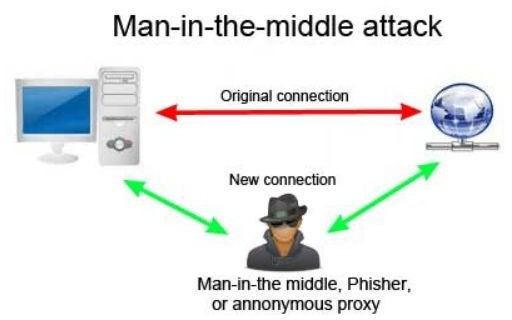 Man-in-the-middle attack
Original connection
New connection
Man-in-the middle, Phisher,
or annonymous proxy